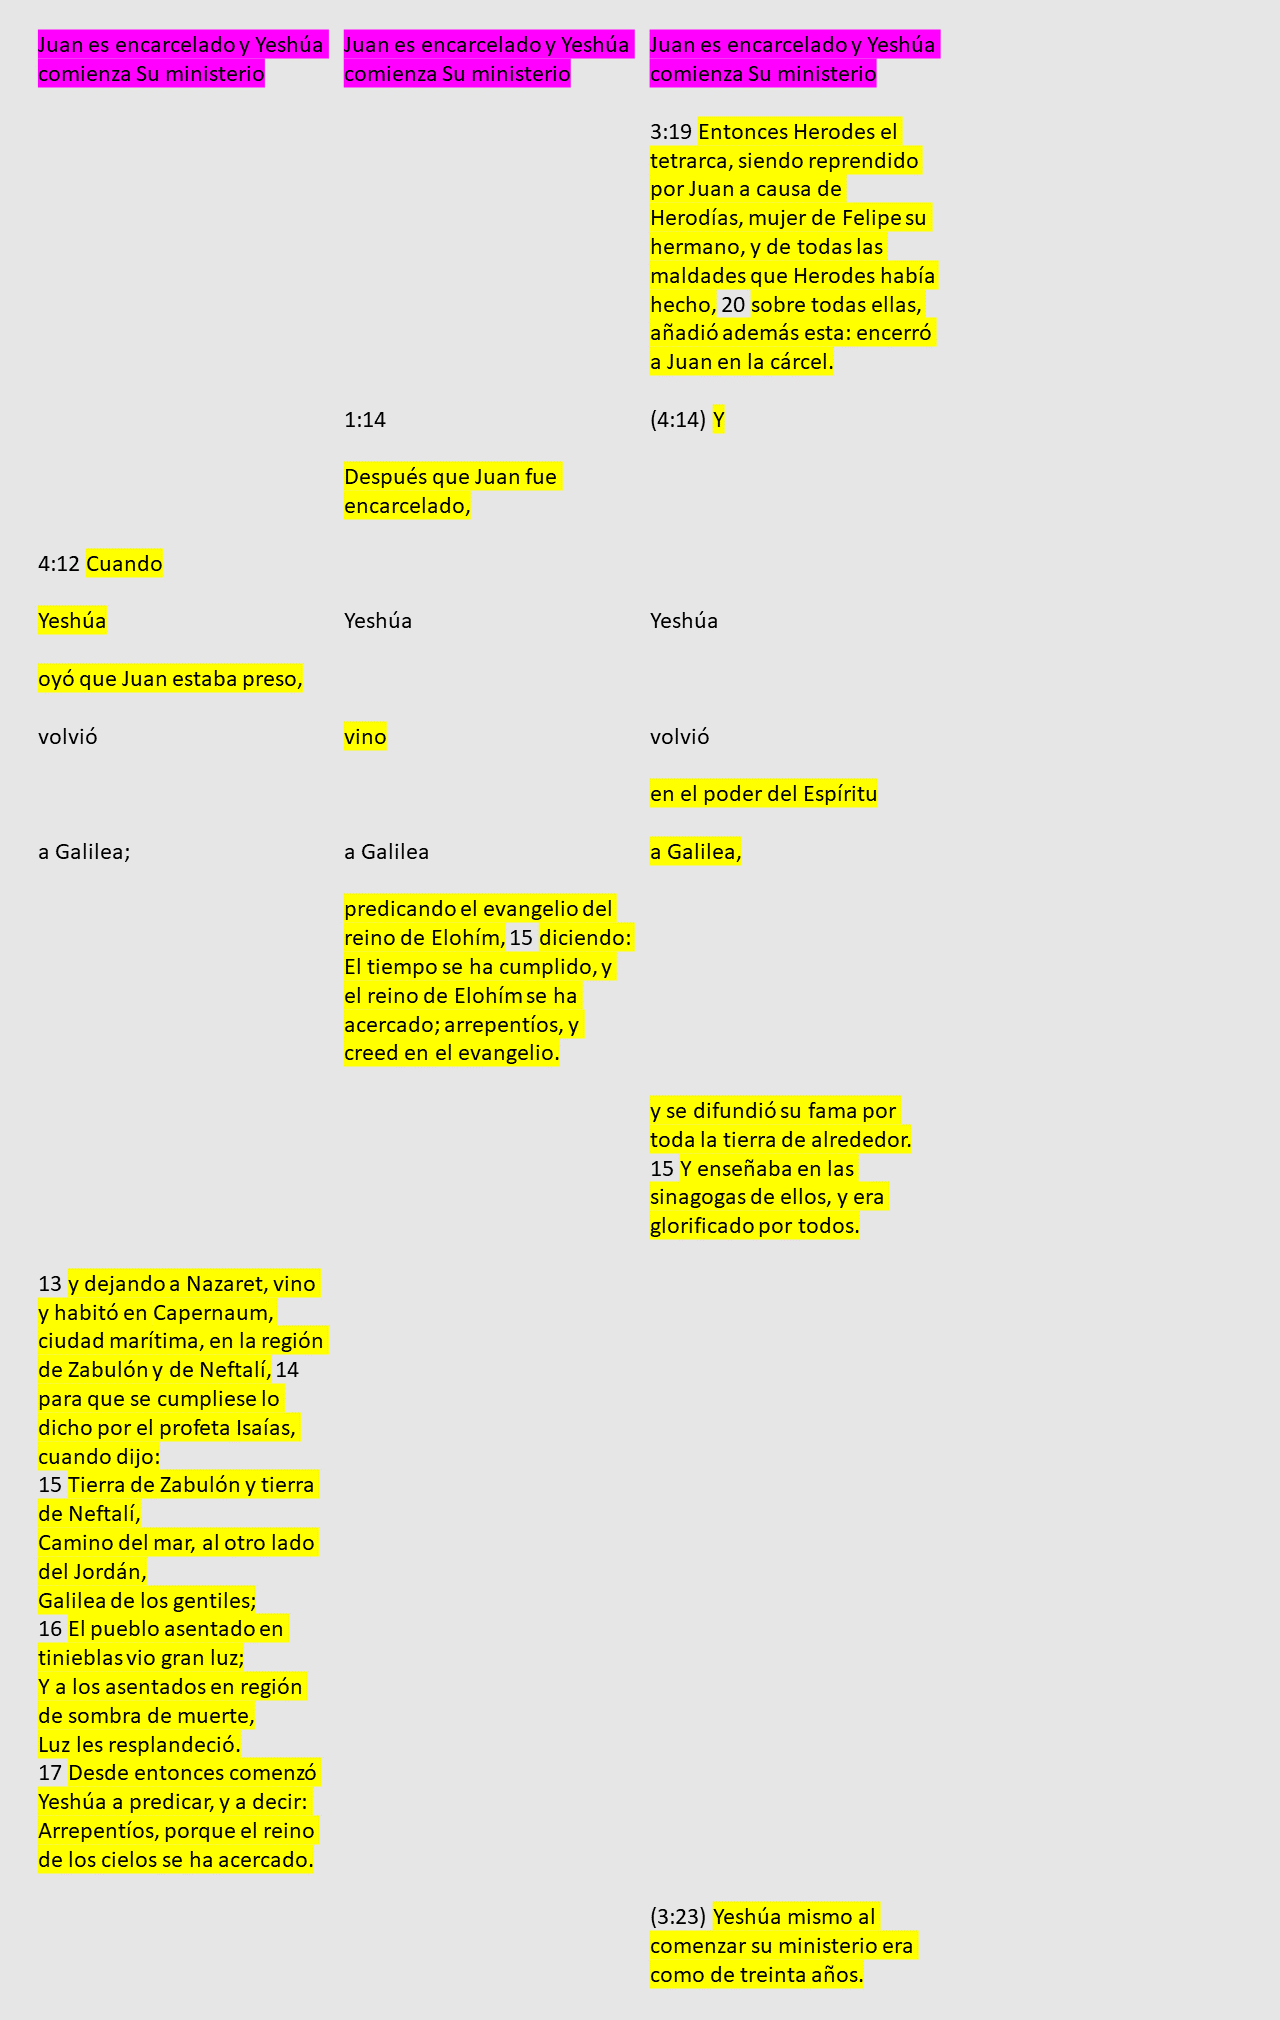 Juan es encarcelado y Yeshúa
comienza Su ministerio
Juan es encarcelado y Yeshúa
comienza Su ministerio
Juan es encarcelado y Yeshúa
comienza Su ministerio
3:19 Entonces Herodes el
tetrarca, siendo reprendido
por Juan a causa de
Herodías, mujer de Felipe su
hermano, y de todas las
maldades que Herodes había
hecho, 20 sobre todas ellas,
añadió además esta: encerró
a Juan en la cárcel.
1:14
(4:14) Y
Después que Juan fue
encarcelado,
4:12 Cuando
Yeshúa
Yeshúa
Yeshúa
oyó que Juan estaba preso,
volvió
vino
volvió
en el poder del Espíritu
a Galilea;
a Galilea
a Galilea,
predicando el evangelio del
reino de Elohím, 15 diciendo:
El tiempo se ha cumplido, y
el reino de Elohím se ha
acercado; arrepentíos, y
creed en el evangelio.
y se difundió su fama por
toda la tierra de alrededor.
15 Y enseñaba en las
sinagogas de ellos, y era
glorificado por todos.
13 y dejando a Nazaret, vino
y habitó en Capernaum,
ciudad marítima, en la región
de Zabulón y de Neftalí, 14
para que se cumpliese lo
dicho por el profeta Isaías,
cuando dijo:
15 Tierra de Zabulón y tierra
de Neftalí,
Camino del mar, al otro lado
del Jordán,
Galilea de los gentiles;
16 El pueblo asentado en
tinieblas vio gran luz;
Y a los asentados en región
de sombra de muerte,
Luz les resplandeció.
17 Desde entonces comenzó
Yeshúa a predicar, y a decir:
Arrepentíos, porque el reino
de los cielos se ha acercado.
(3:23) Yeshúa mismo al
comenzar su ministerio era
como de treinta años.